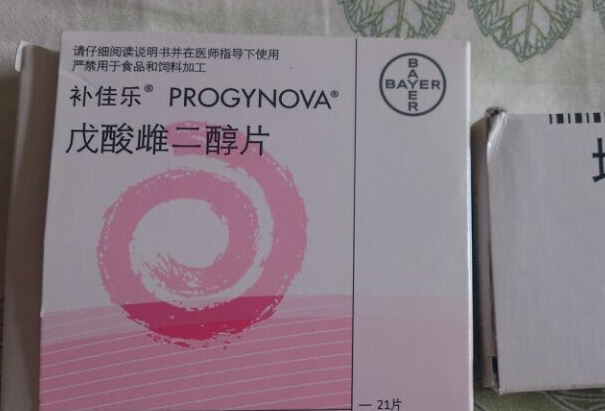 请仔细阅读说明书并在医师指导下使用
严禁用于食品和饲料加工
补佳乐® PROGYNOVA®
戊酸雌二醇片
BAYER
BAYER
— 21片